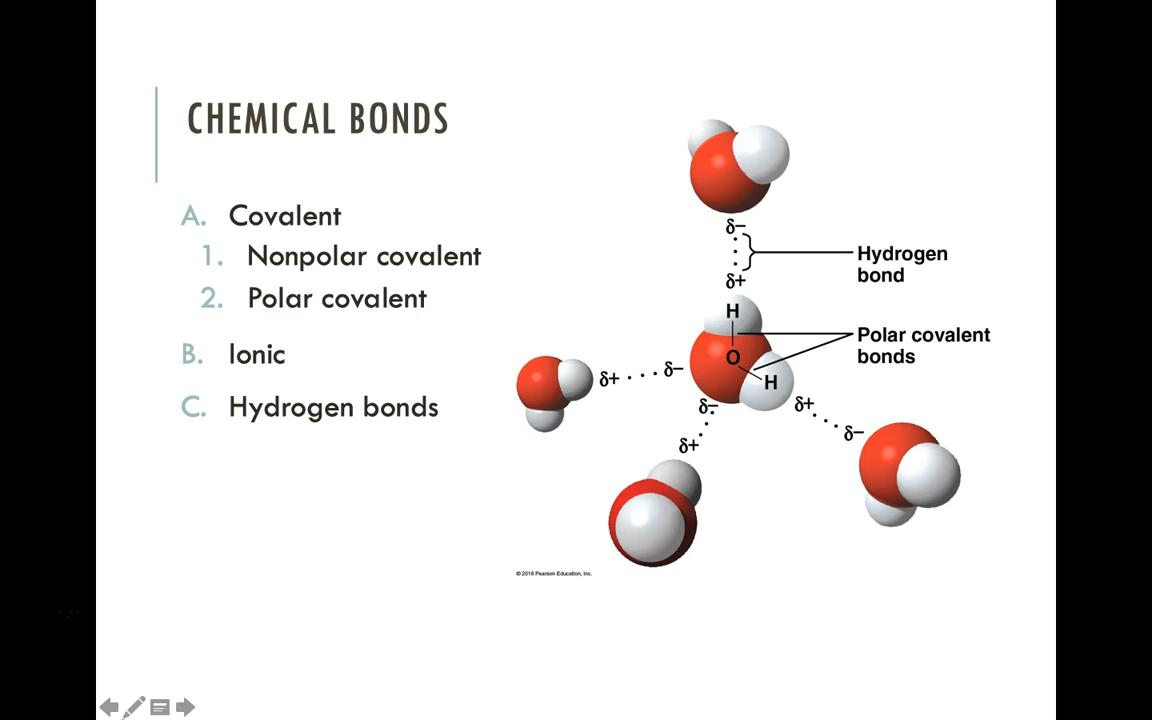 CHEMICAL BONDS
A. Covalent
1. Nonpolar covalent
2. Polar covalent
B. Ionic
C. Hydrogen bonds
δ−
δ+
Hydrogen
bond
H
O
H
Polar covalent
bonds
δ+
δ−
δ−
δ+
δ+
δ−
© 2016 Pearson Education, Inc.